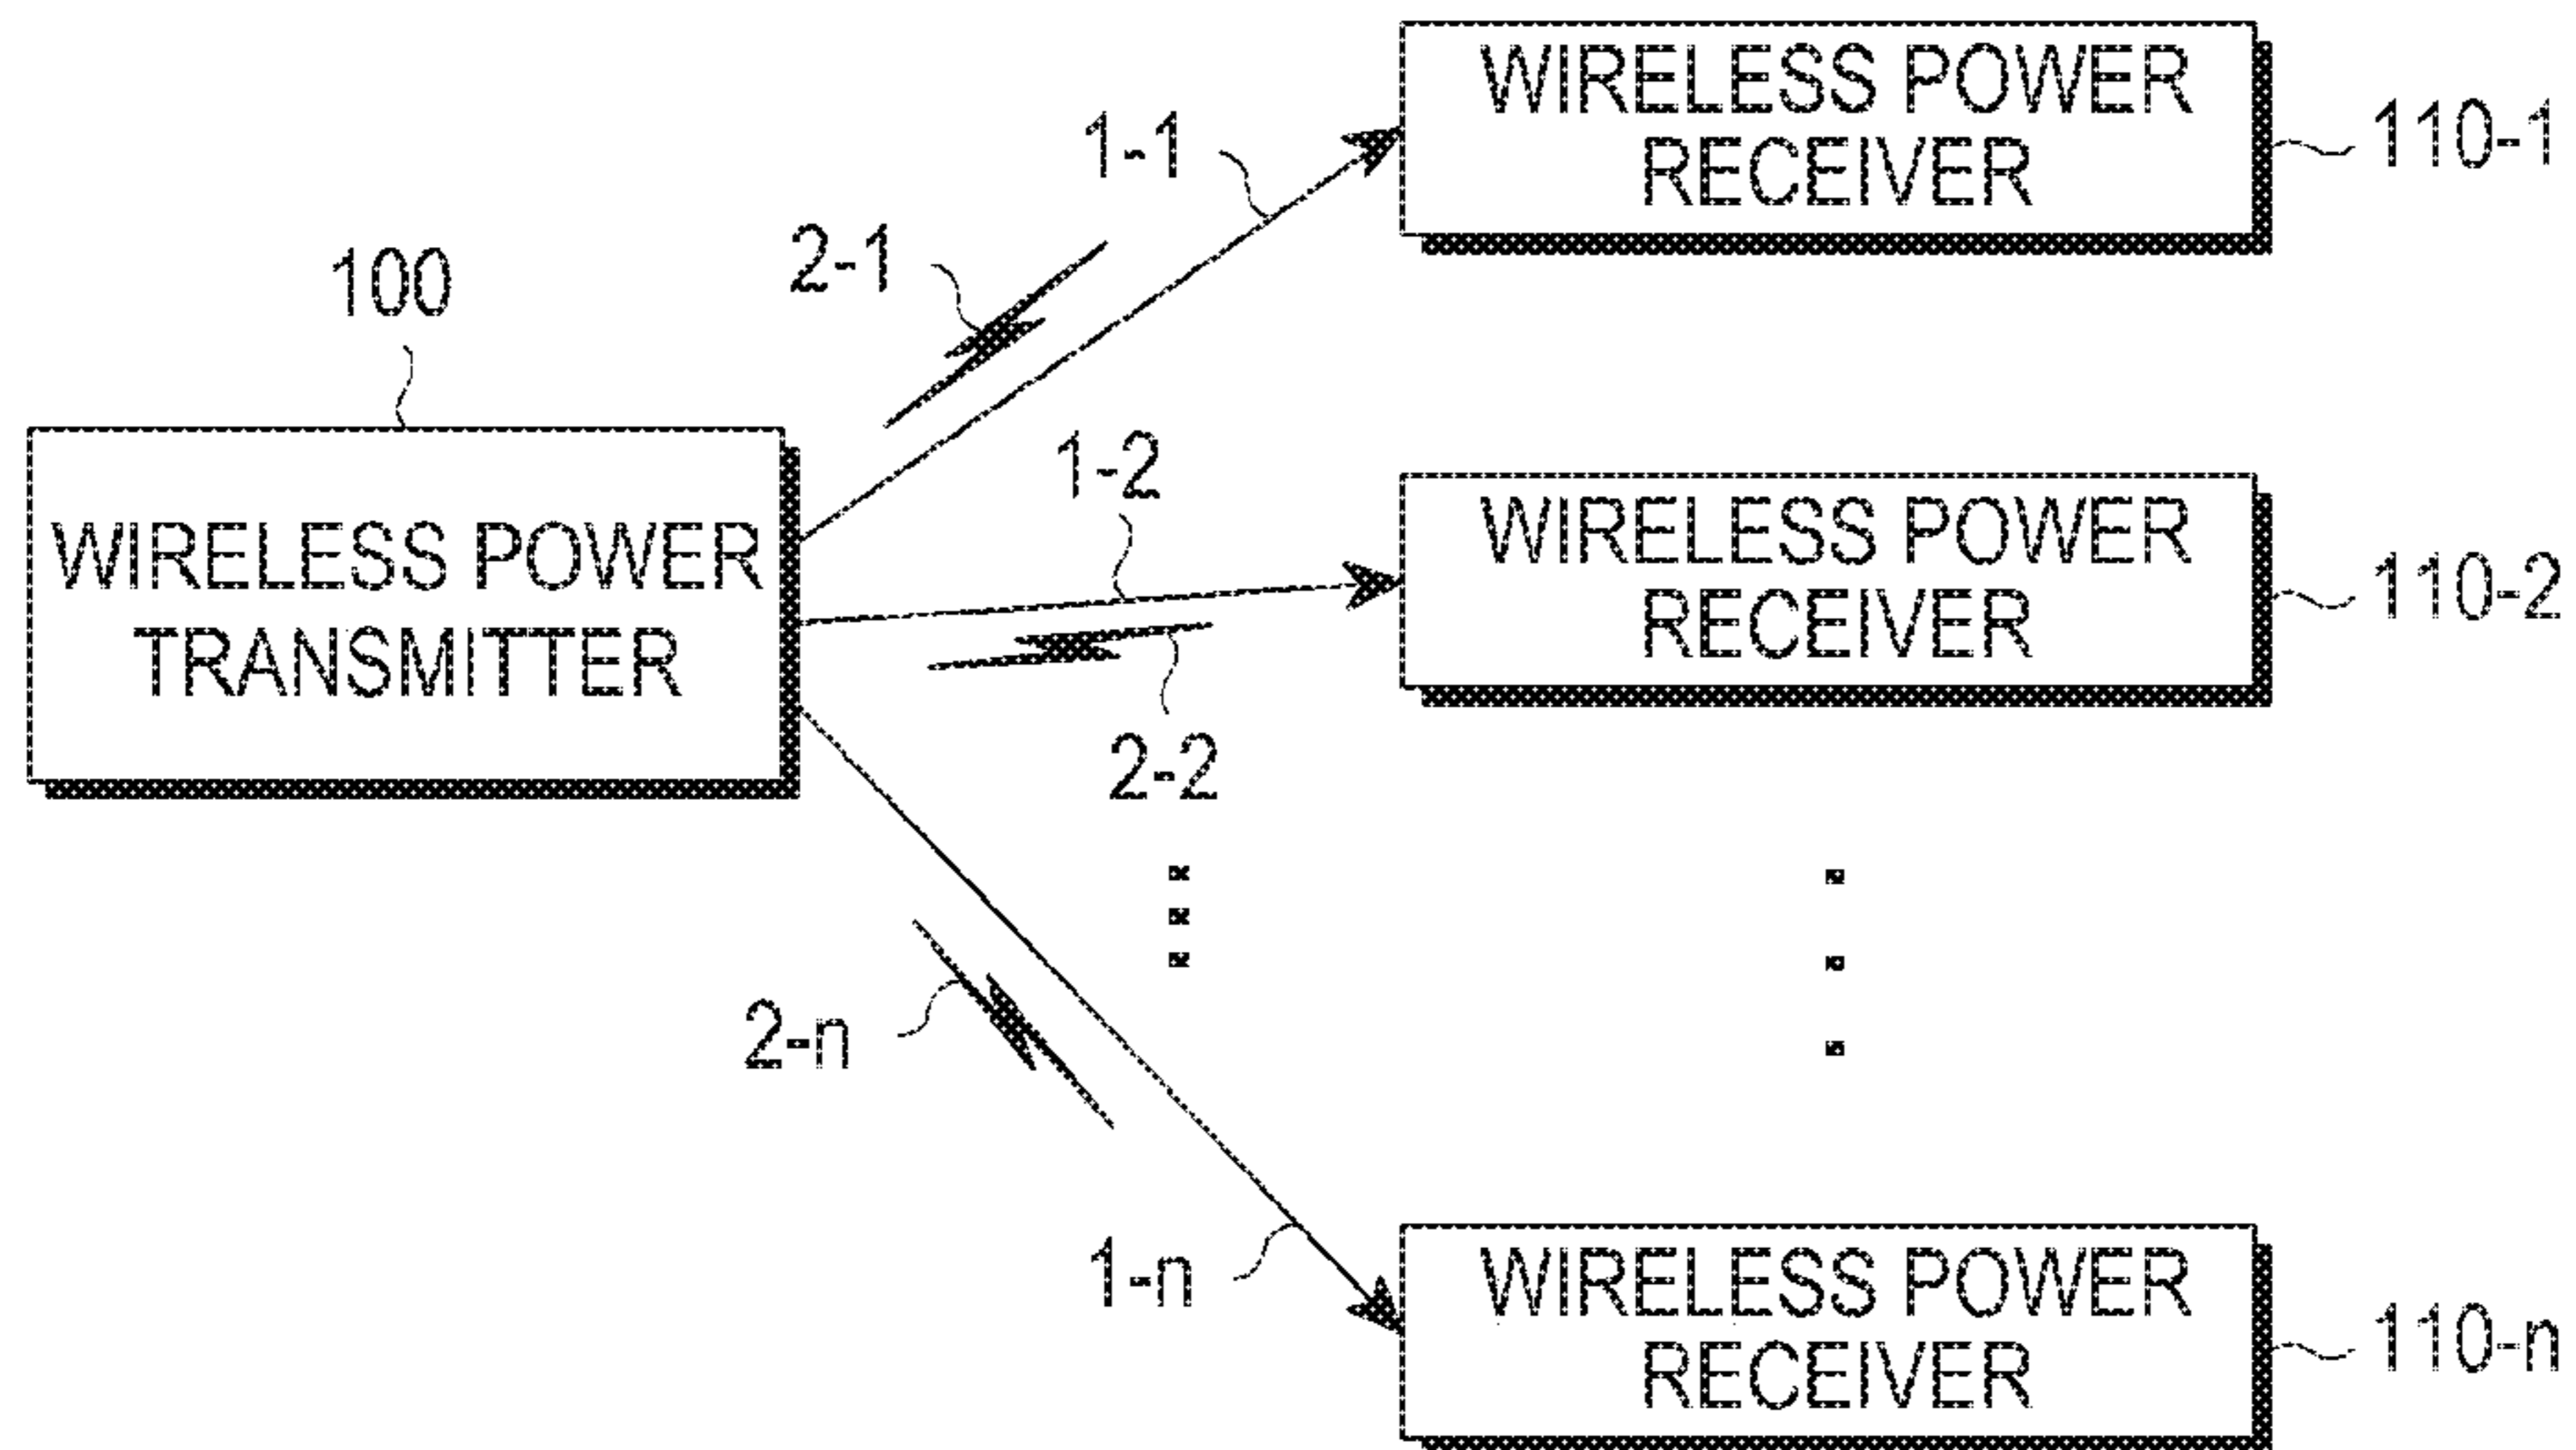 WIRELESS POWER
RECEIVER
110-1
1-1
2-1
100
WIRELESS POWER
TRANSMITTER
1-2
WIRELESS POWER
RECEIVER
110-2
2-2
2-n
1-n
WIRELESS POWER
RECEIVER
110-n